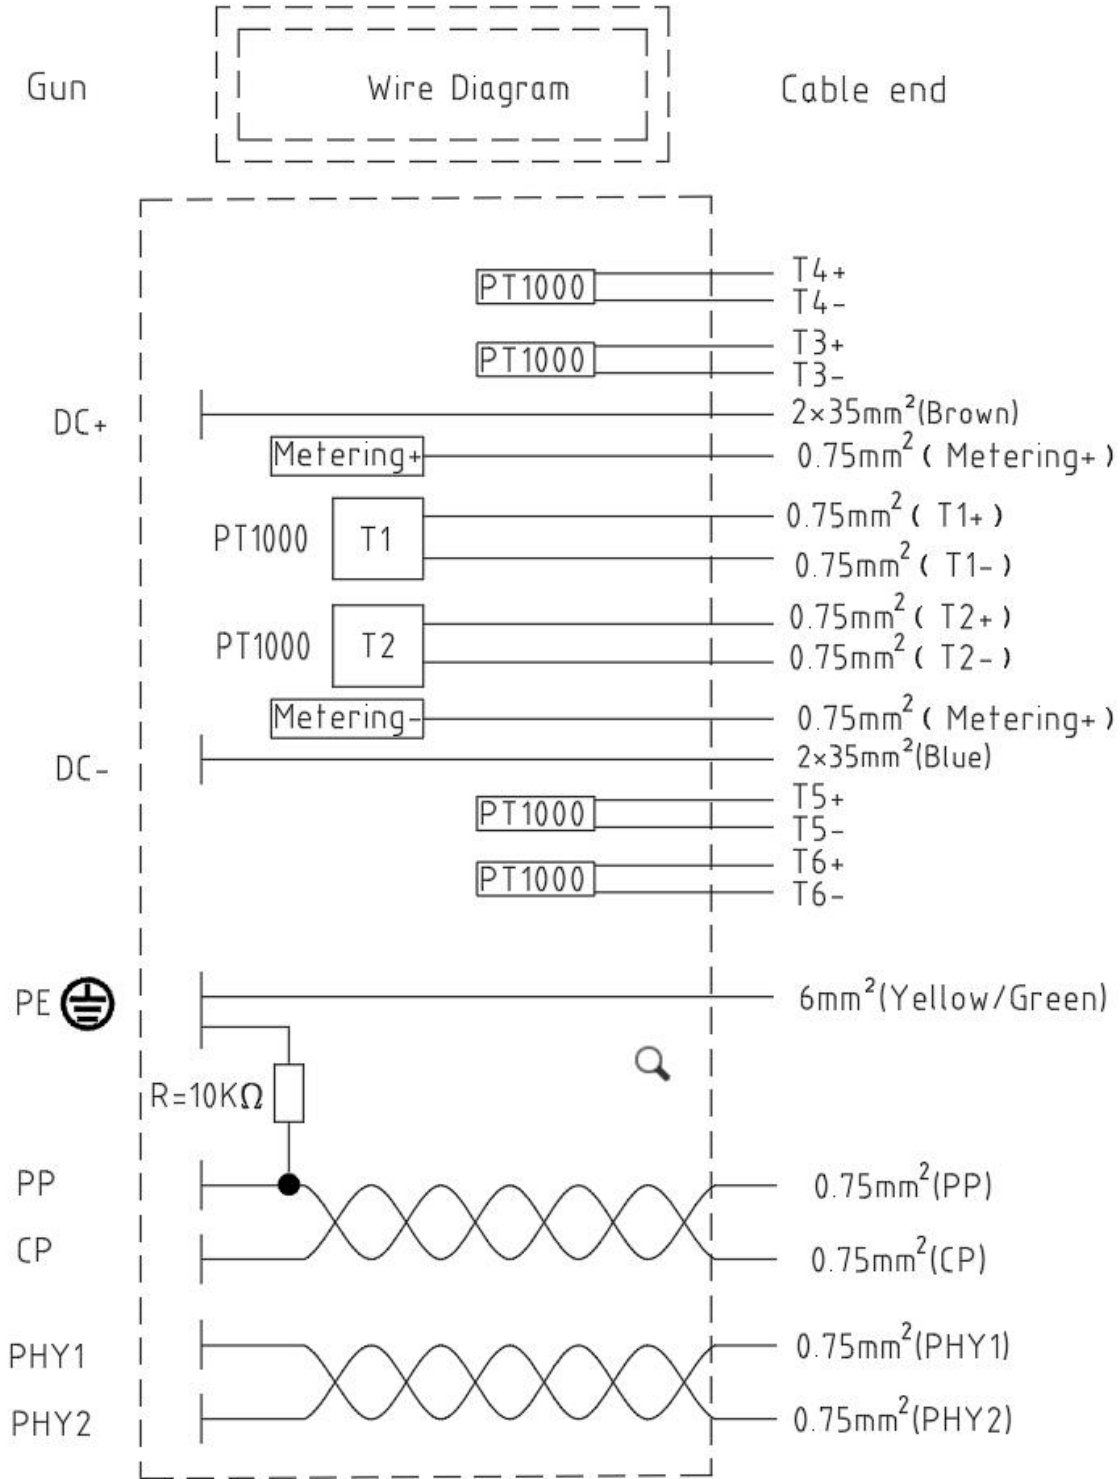 Gun
Wire Diagram
Cable end
PT1000
T4+
T4-
PT1000
T3+
T3-
DC+
2×35mm²(Brown)
Metering+
0.75mm² ( Metering+ )
PT1000
T1
0.75mm² ( T1+ )
0.75mm² ( T1- )
PT1000
T2
0.75mm² ( T2+ )
0.75mm² ( T2- )
Metering-
0.75mm² ( Metering+ )
DC-
2×35mm²(Blue)
PT1000
T5+
T5-
PT1000
T6+
T6-
PE
6mm²(Yellow/Green)
R=10KΩ
PP
0.75mm²(PP)
CP
0.75mm²(CP)
PHY1
0.75mm²(PHY1)
PHY2
0.75mm²(PHY2)